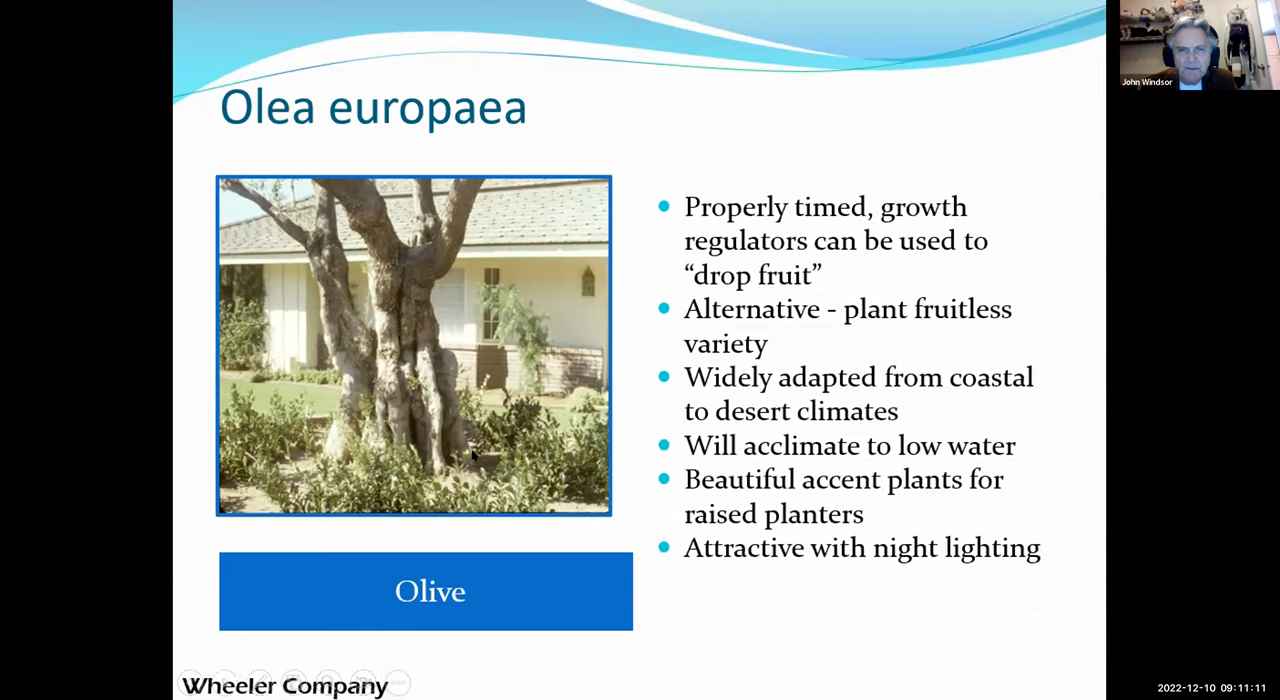 Olea europaea
John Windsor
Properly timed, growth
regulators can be used to
“drop fruit”
Alternative - plant fruitless
variety
Widely adapted from coastal
to desert climates
Will acclimate to low water
Beautiful accent plants for
raised planters
Attractive with night lighting
Olive
Wheeler Company
2022-12-10 09:11:11